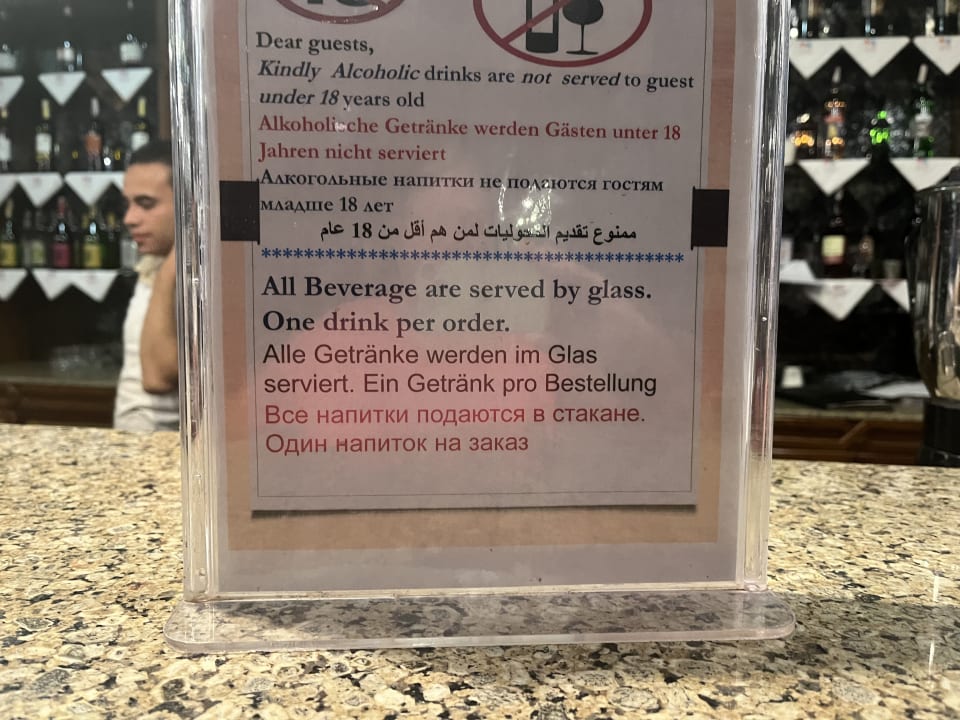 18
Dear guests,
Kindly Alcoholic drinks are not served to guest
under 18 years old
Alkoholische Getränke werden Gästen unter 18
Jahren nicht serviert
Алкогольные напитки не подаются гостям
младше 18 лет
ممنوع تقديم الكحوليات لمن هم أقل من 18 عام
****************************************
All Beverage are served by glass.
One drink per order.
Alle Getränke werden im Glas
serviert. Ein Getränk pro Bestellung
Все напитки подаются в стакане.
Один напиток на заказ